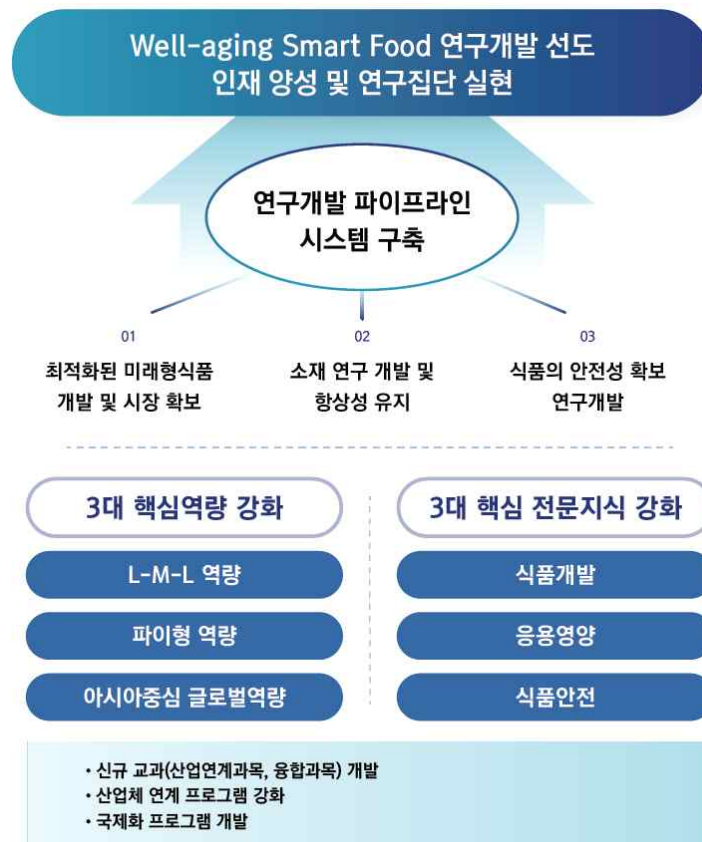 Well-aging Smart Food 연구개발 선도
인재 양성 및 연구집단 실현
연구개발 파이프라인
시스템 구축
01
최적화된 미래형식품
개발 및 시장 확보
02
소재 연구 개발 및
항상성 유지
03
식품의 안전성 확보
연구개발
3대 핵심역량 강화
L-M-L 역량
파이형 역량
아시아중심 글로벌역량
3대 핵심 전문지식 강화
식품개발
응용영양
식품안전
• 신규 교과(산업연계과목, 융합과목) 개발
• 산업체 연계 프로그램 강화
• 국제화 프로그램 개발